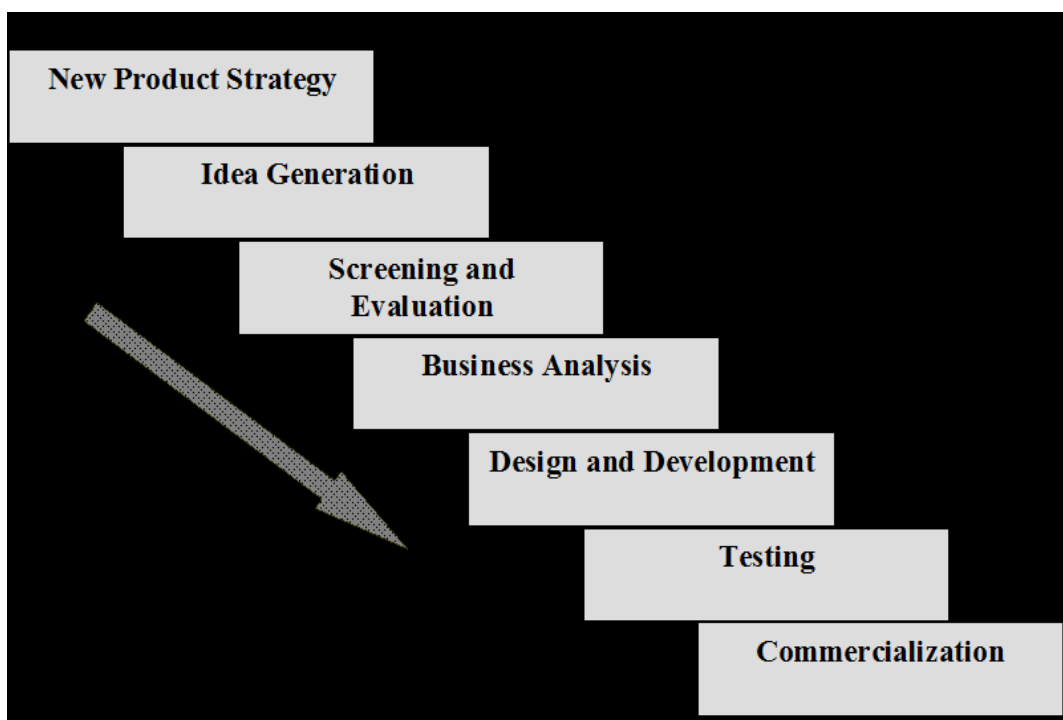 New Product Strategy
Idea Generation
Screening and
Evaluation
Business Analysis
Design and Development
Testing
Commercialization